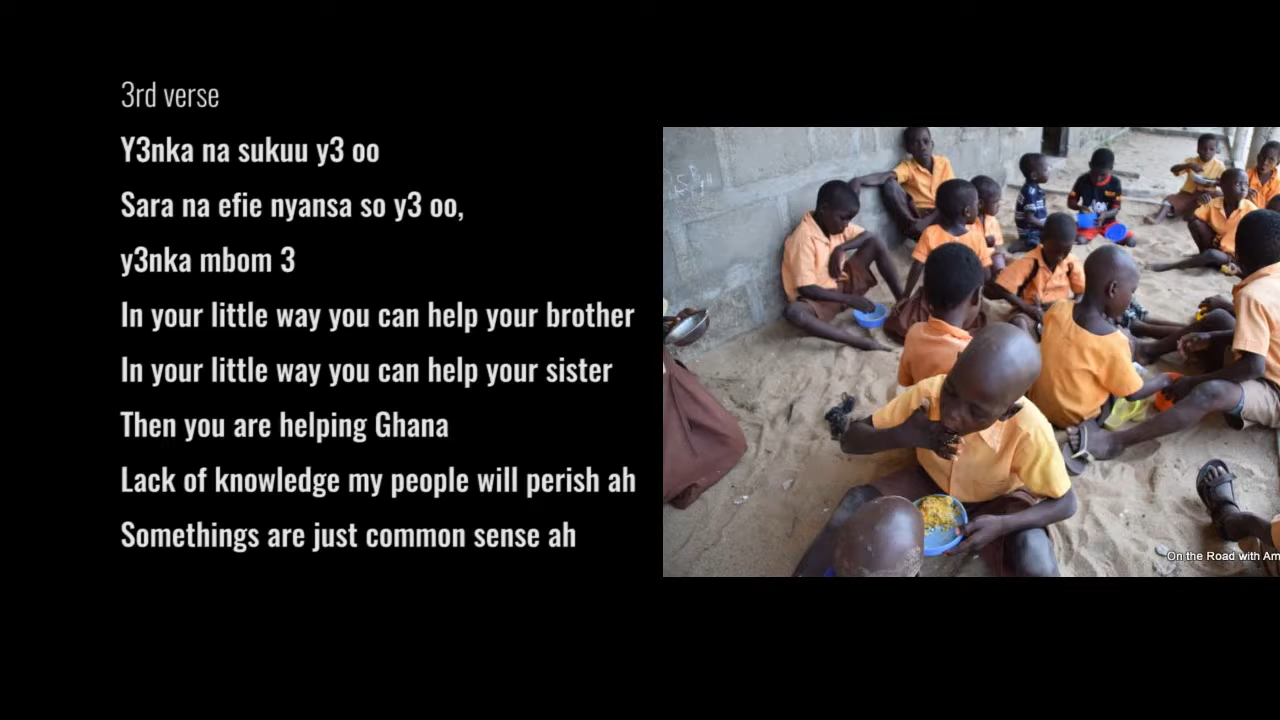 3rd verse
Y3nka na sukuu y3 oo
Sara na efie nyansa so y3 oo,
y3nka mbom 3
In your little way you can help your brother
In your little way you can help your sister
Then you are helping Ghana
Lack of knowledge my people will perish ah
Somethings are just common sense ah
On the Road with Am